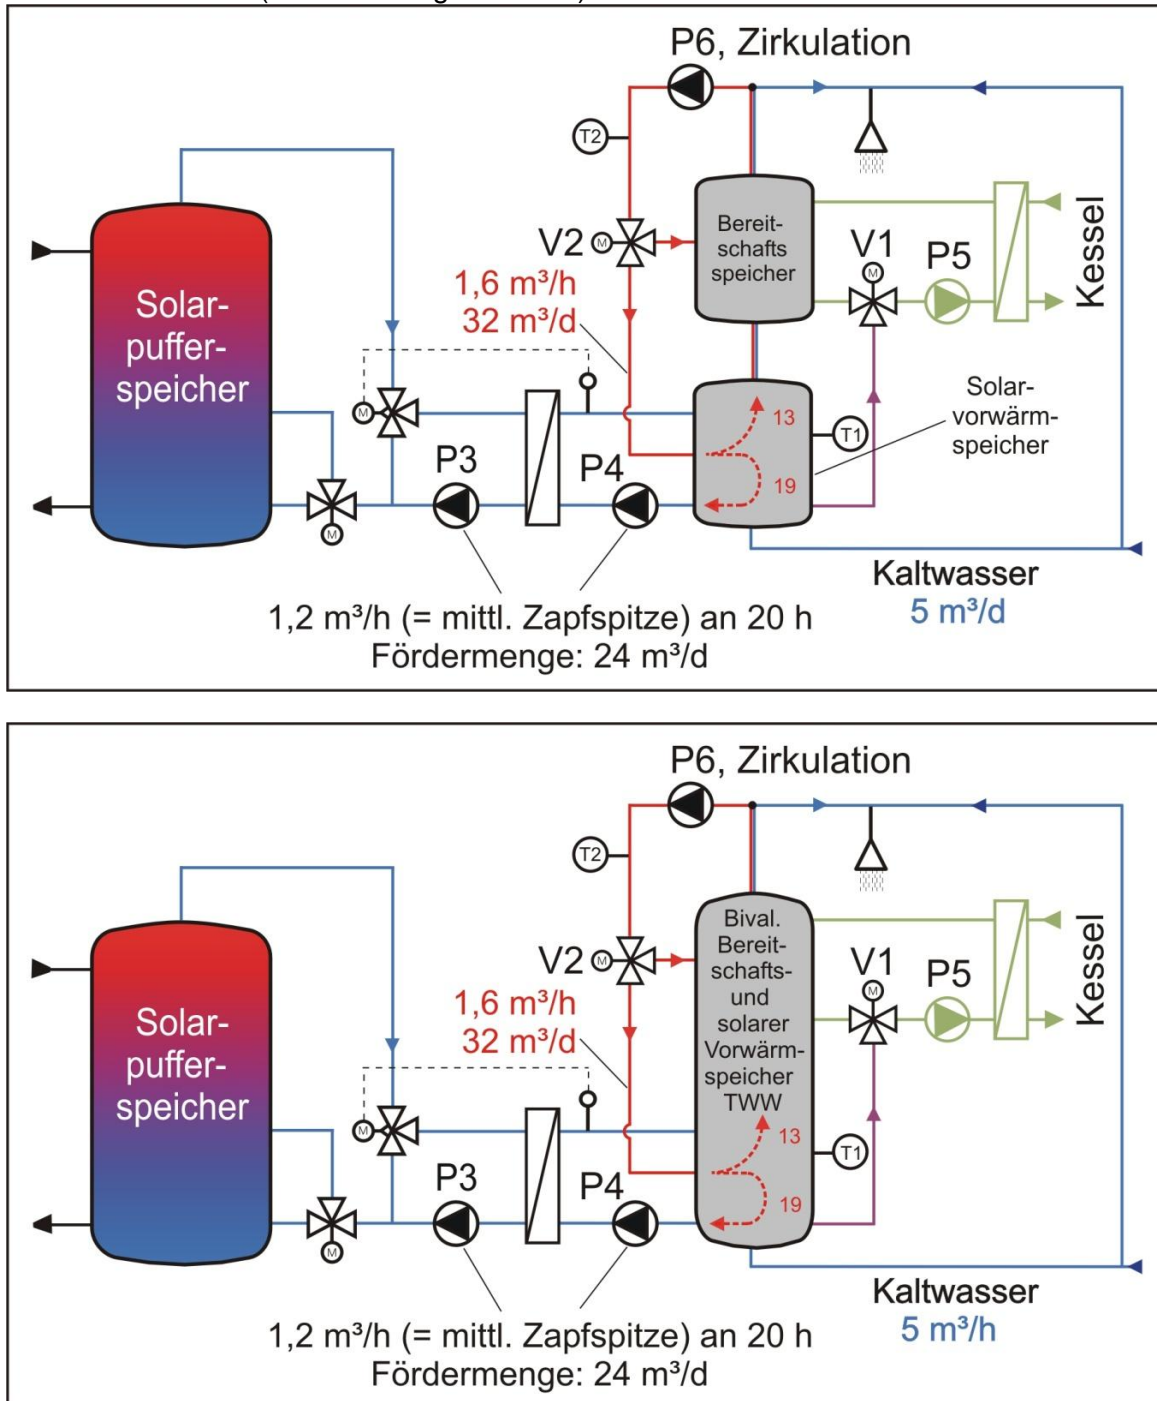 P6, Zirkulation
T2
Solar-
puffer-
speicher
V2
M
1,6 m³/h
32 m³/d
Bereit-
schafts
speicher
V1
M
P5
Kessel
M
13
T1
19
Solar-
vorwärm-
speicher
P3
P4
M
Kaltwasser
5 m³/d
1,2 m³/h (= mittl. Zapfspitze) an 20 h
Fördermenge: 24 m³/d
P6, Zirkulation
T2
Solar-
puffer-
speicher
V2
M
1,6 m³/h
32 m³/d
Bival.
Bereit-
schafts-
und
solarer
Vorwärm-
speicher
TWW
V1
M
P5
Kessel
M
13
T1
19
P3
P4
M
Kaltwasser
5 m³/h
1,2 m³/h (= mittl. Zapfspitze) an 20 h
Fördermenge: 24 m³/d